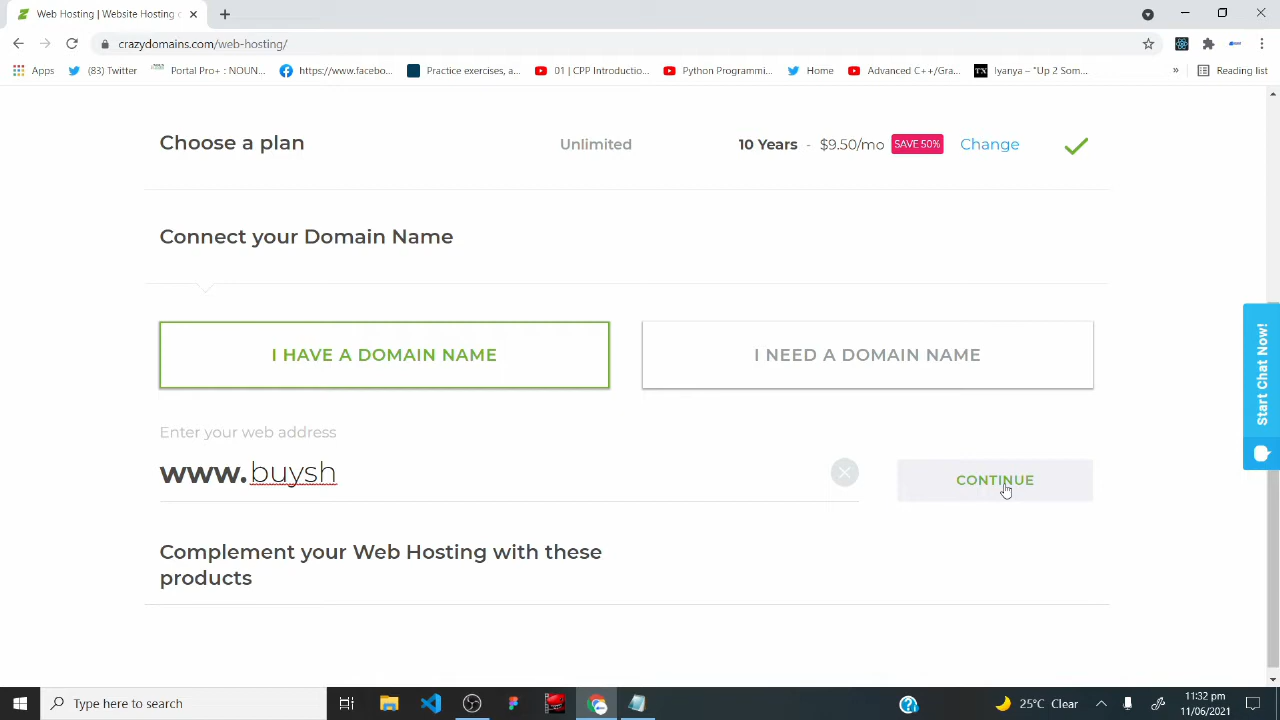 Web Hosting | Website Hosting
crazydomains.com/web-hosting/
Apps
(83) Twitter
Portal Pro+ : NOUN...
https://www.facebo...
Practice exercises, a...
01 | CPP Introductio...
Python Programmi...
Home
Advanced C++/Gra...
TX
Iyanya – "Up 2 Som...
»
Reading list
Choose a plan
Unlimited
10 Years - $9.50/mo SAVE 50% Change
Connect your Domain Name
I HAVE A DOMAIN NAME
I NEED A DOMAIN NAME
Enter your web address
www.buysh
CONTINUE
Start Chat Now!
Complement your Web Hosting with these
products
Type here to search
25°C Clear
11:32 pm
11/06/2021